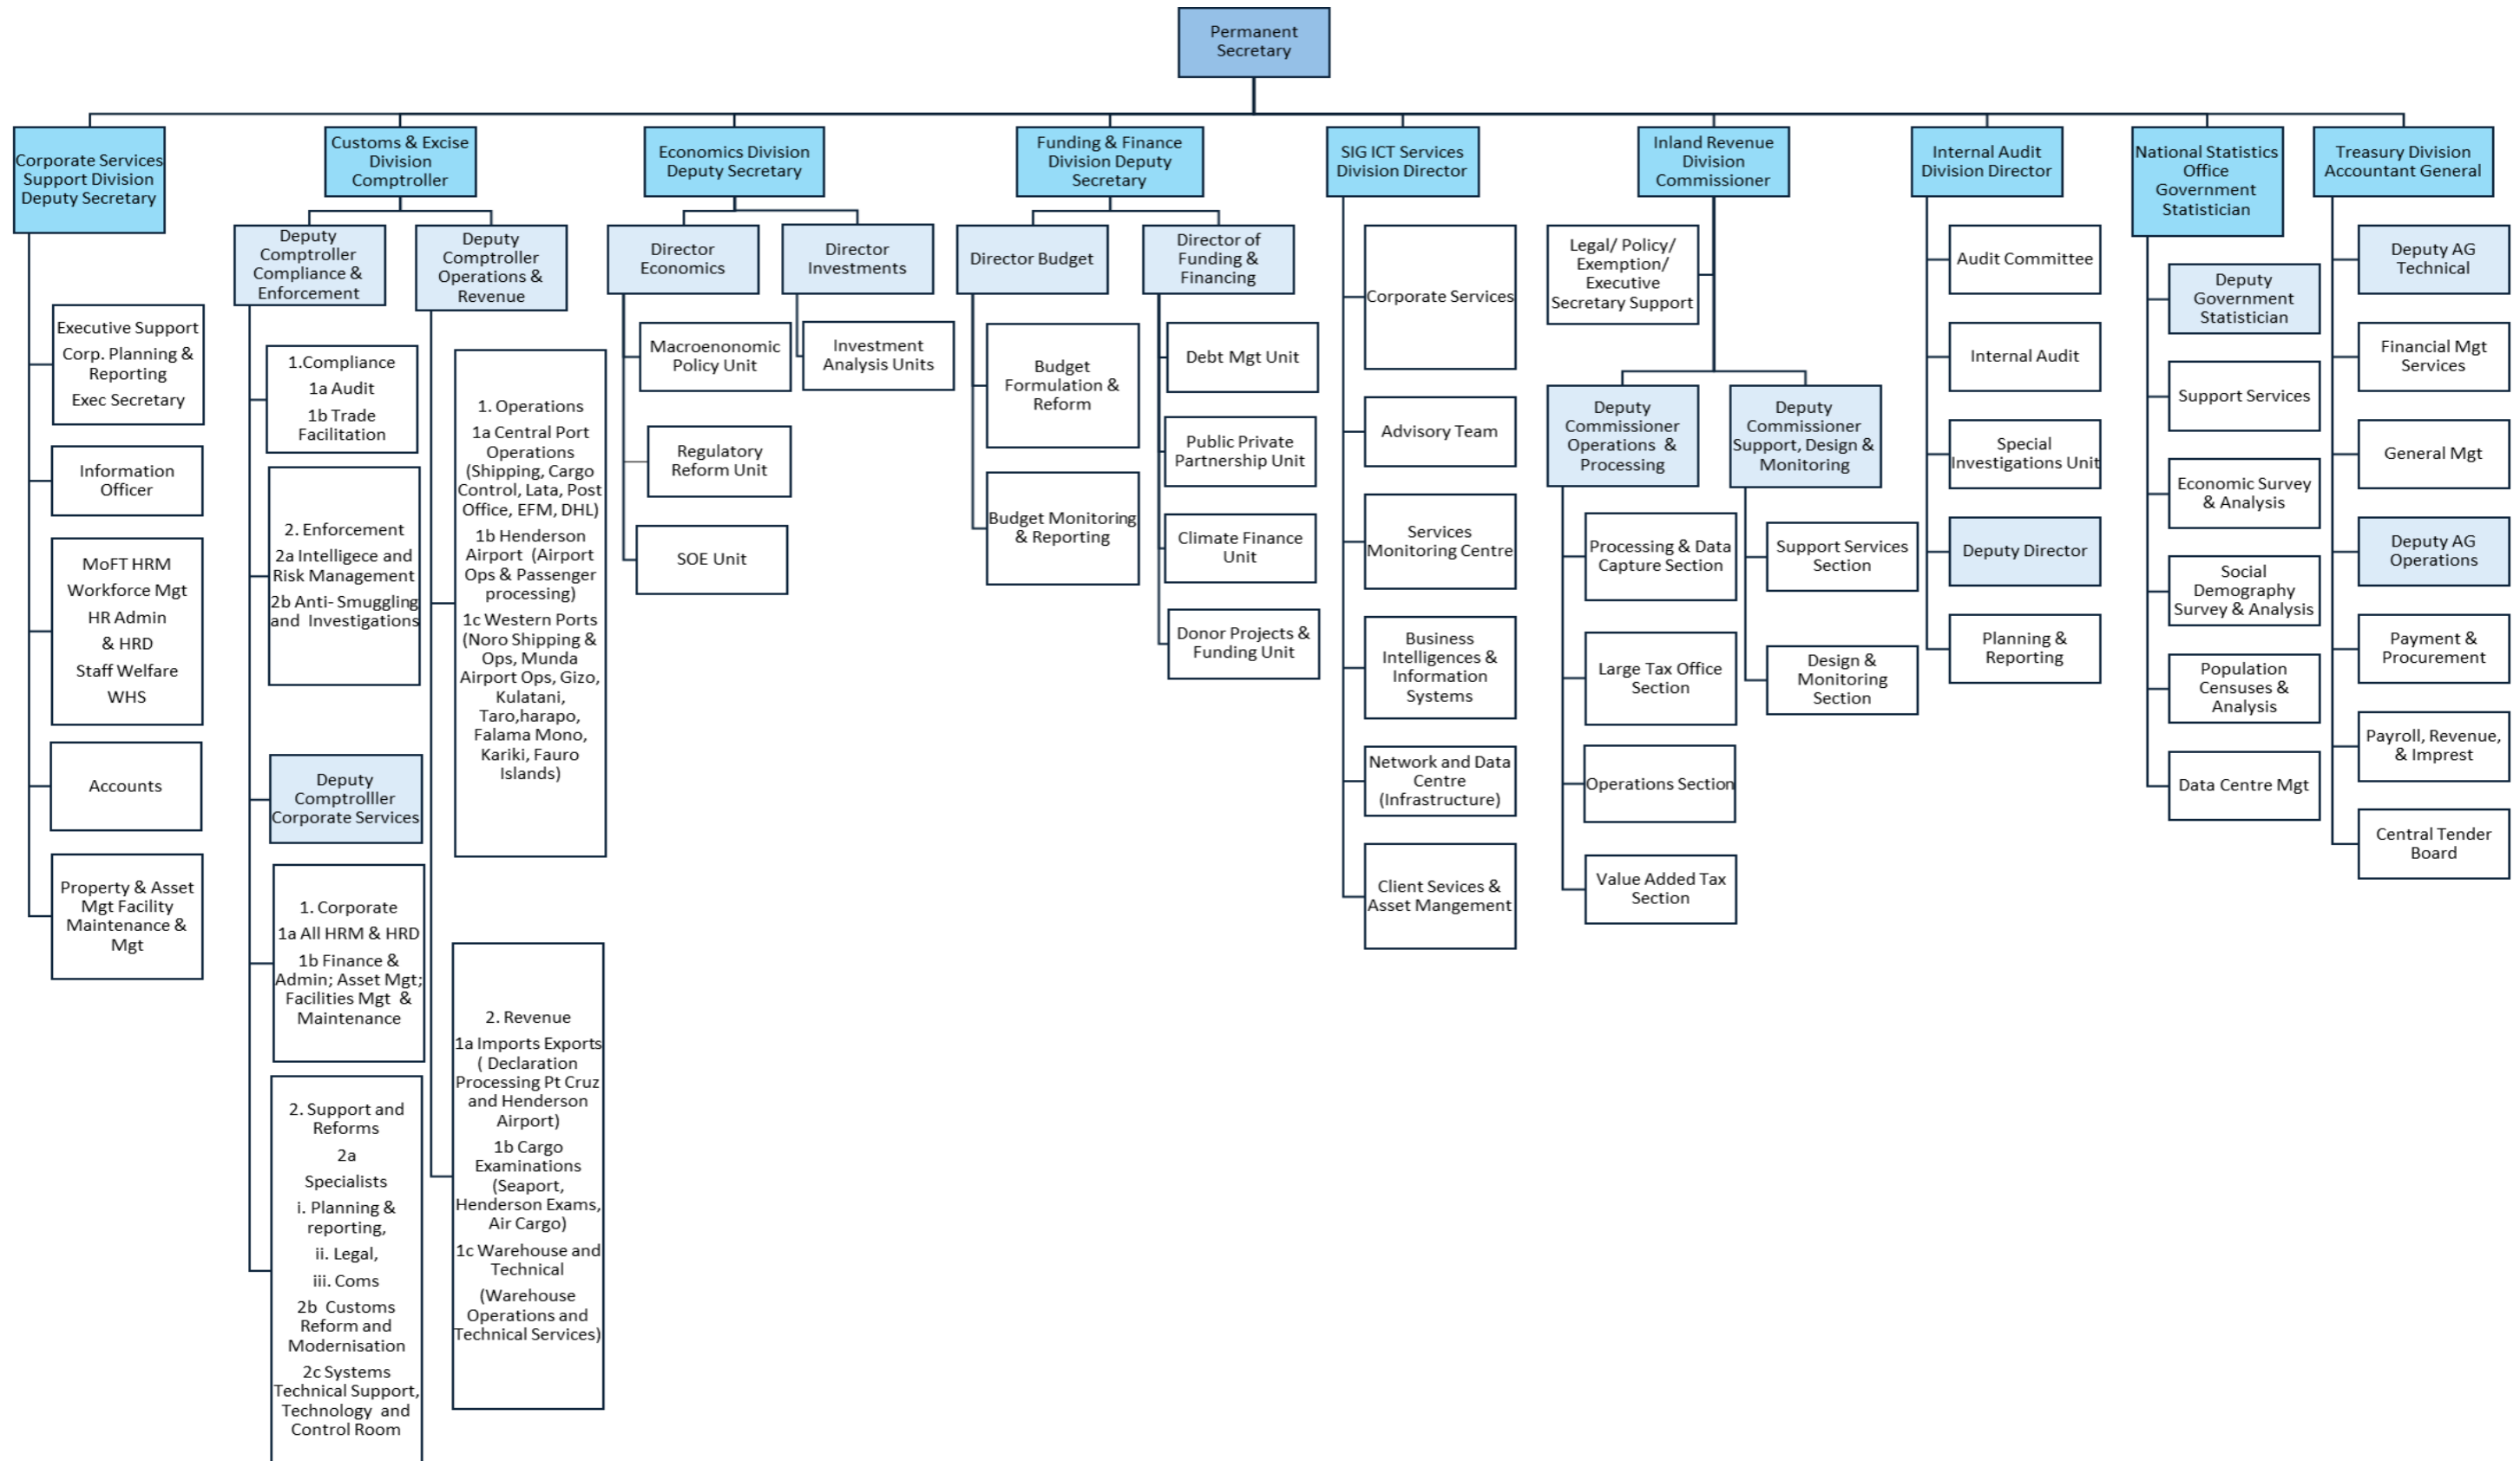 Permanent
Secretary
Corporate Services
Support Division
Deputy Secretary
Customs & Excise
Division
Comptroller
Economics Division
Deputy Secretary
Funding & Finance
Division Deputy
Secretary
SIG ICT Services
Division Director
Inland Revenue
Division
Commissioner
Internal Audit
Division Director
National Statistics
Office
Government
Statistician
Treasury Division
Accountant General
Executive Support
Corp. Planning &
Reporting
Exec Secretary
Information
Officer
MoFT HRM
Workforce Mgt
HR Admin
& HRD
Staff Welfare
WHS
Accounts
Property & Asset
Mgt Facility
Maintenance &
Mgt
Deputy
Comptroller
Compliance &
Enforcement
1.Compliance
1a Audit
1b Trade
Facilitation
2. Enforcement
2a Intelligece and
Risk Management
2b Anti- Smuggling
and Investigations
Deputy
Comptrolller
Corporate Services
1. Corporate
1a All HRM & HRD
1b Finance &
Admin; Asset Mgt;
Facilities Mgt &
Maintenance
2. Support and
Reforms
2a
Specialists
i. Planning &
reporting,
ii. Legal,
iii. Coms
2b Customs
Reform and
Modernisation
2c Systems
Technical Support,
Technology and
Control Room
Deputy
Comptroller
Operations &
Revenue
1. Operations
1a Central Port
Operations
(Shipping, Cargo
Control, Lata, Post
Office, EFM, DHL)
1b Henderson
Airport (Airport
Ops & Passenger
processing)
1c Western Ports
(Noro Shipping &
Ops, Munda
Airport Ops, Gizo,
Kulatani,
Taro,harapo,
Falama Mono,
Kariki, Fauro
Islands)
2. Revenue
1a Imports Exports
( Declaration
Processing Pt Cruz
and Henderson
Airport)
1b Cargo
Examinations
(Seaport,
Henderson Exams,
Air Cargo)
1c Warehouse and
Technical
(Warehouse
Operations and
Technical Services)
Director
Economics
Macroenonomic
Policy Unit
Regulatory
Reform Unit
SOE Unit
Director
Investments
Investment
Analysis Units
Director Budget
Budget
Formulation &
Reform
Budget Monitoring
& Reporting
Director of
Funding &
Financing
Debt Mgt Unit
Public Private
Partnership Unit
Climate Finance
Unit
Donor Projects &
Funding Unit
Corporate Services
Advisory Team
Services
Monitoring Centre
Business
Intelligences &
Information
Systems
Network and Data
Centre
(Infrastructure)
Client Sevices &
Asset Mangement
Legal/ Policy/
Exemption/
Executive
Secretary Support
Deputy
Commissioner
Operations &
Processing
Processing & Data
Capture Section
Large Tax Office
Section
Operations Section
Value Added Tax
Section
Deputy
Commissioner
Support, Design &
Monitoring
Support Services
Section
Design &
Monitoring
Section
Audit Committee
Internal Audit
Special
Investigations Unit
Deputy Director
Planning &
Reporting
Deputy
Government
Statistician
Support Services
Economic Survey
& Analysis
Social
Demography
Survey & Analysis
Population
Censuses &
Analysis
Data Centre Mgt
Deputy AG
Technical
Financial Mgt
Services
General Mgt
Deputy AG
Operations
Payment &
Procurement
Payroll, Revenue,
& Imprest
Central Tender
Board